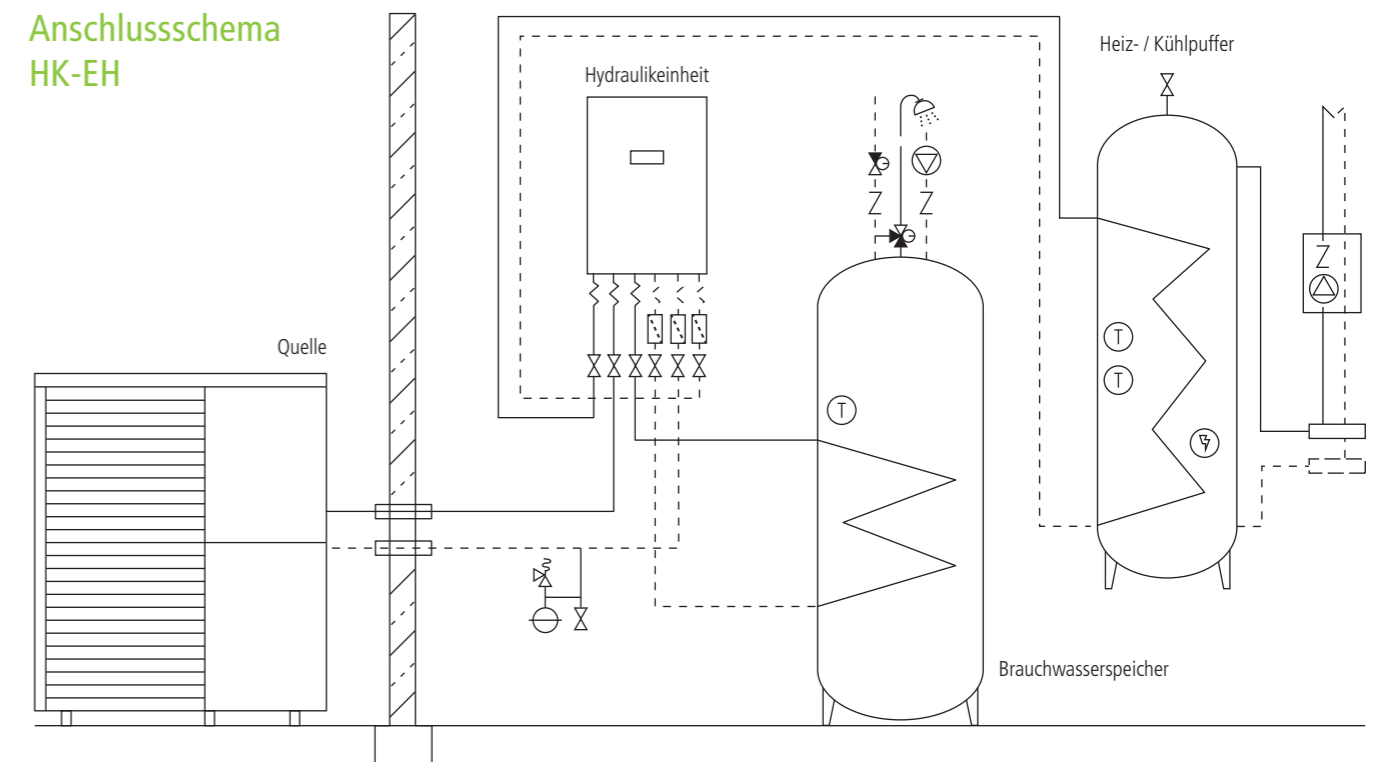 Anschlussschema
HK-EH
Heiz- / Kühlpuffer
Hydraulikeinheit
Quelle
T
T
T
Brauchwasserspeicher